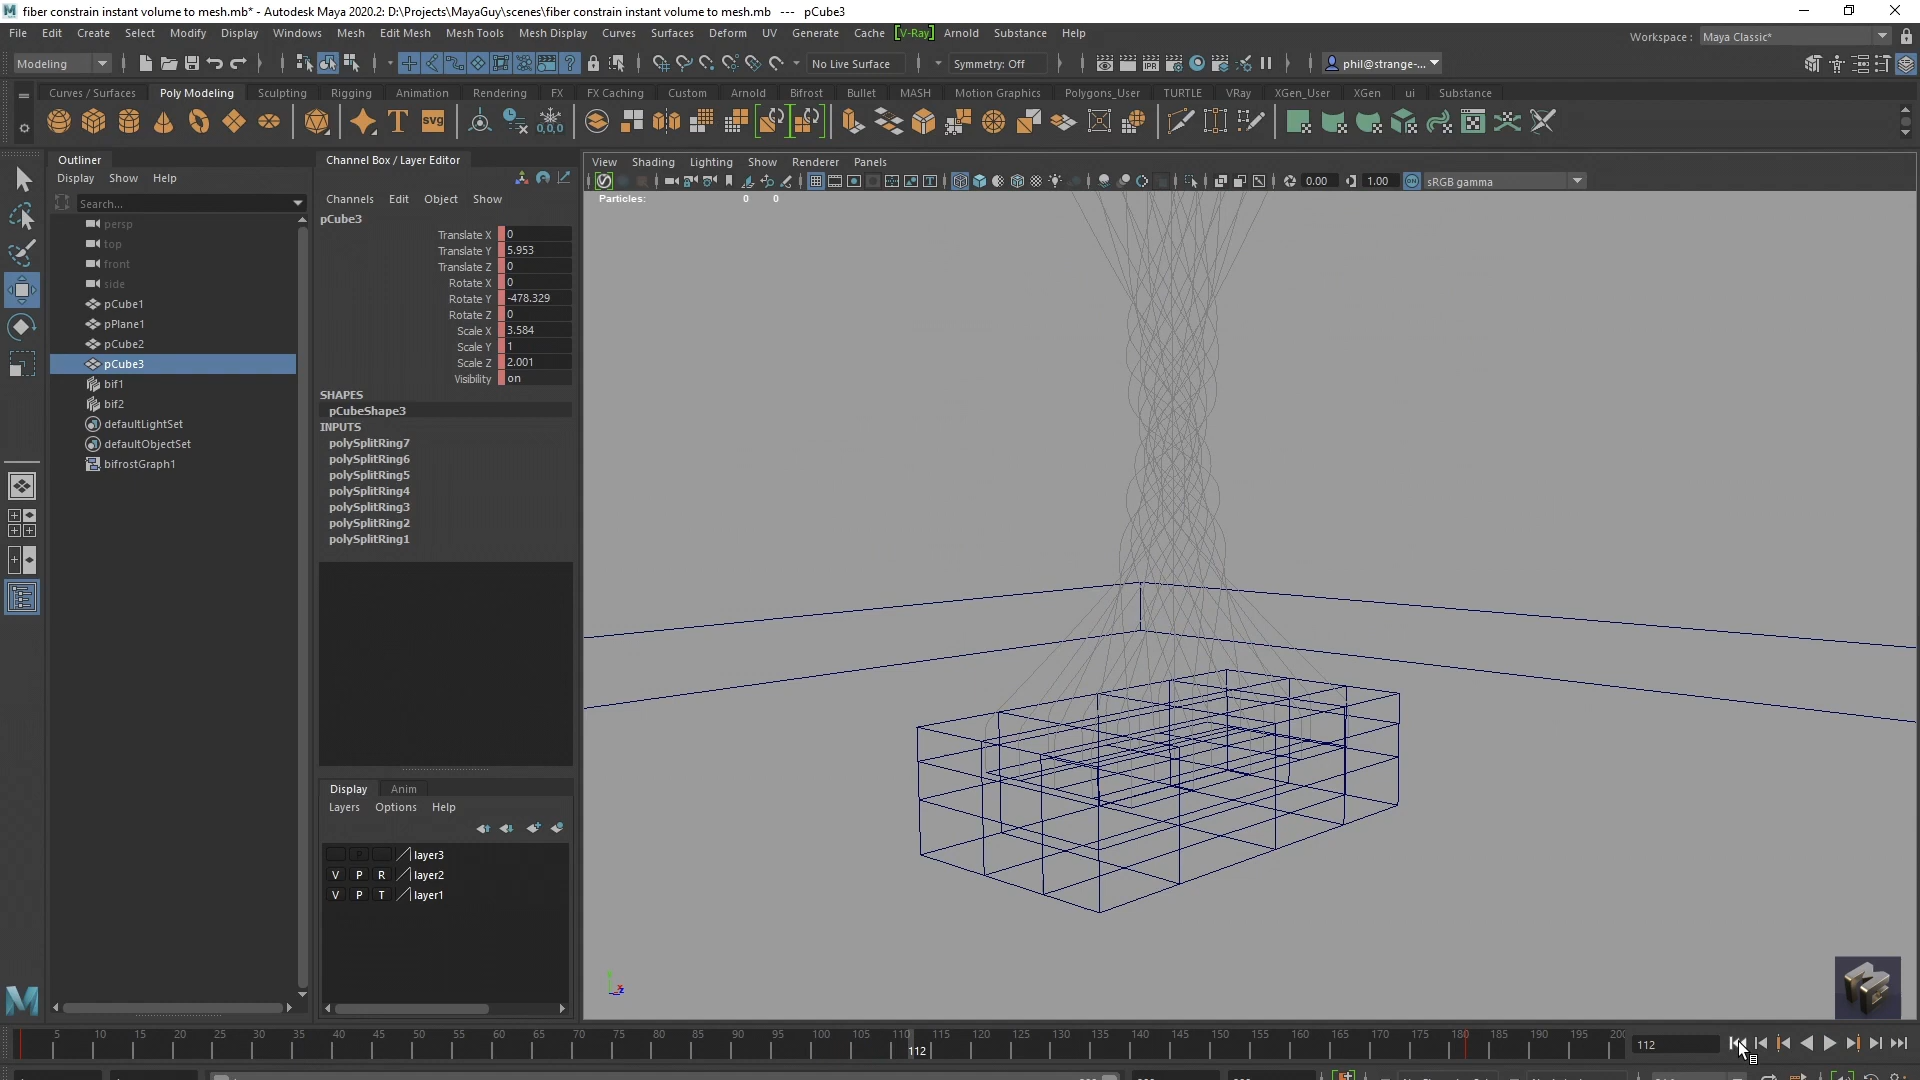 fiber constrain instant volume to mesh.mb* - Autodesk Maya 2020.2: D:\Projects\MayaGuy\scenes\fiber constrain instant volume to mesh.mb --- pCube3
File Edit Create Select Modify Display Windows Mesh Edit Mesh Mesh Tools Mesh Display Curves Surfaces Deform UV Generate Cache [V-Ray] Arnold Substance Help
Workspace : Maya Classic*
Modeling No Live Surface Symmetry: Off phil@strange-...
Curves / Surfaces Poly Modeling Sculpting Rigging Animation Rendering FX FX Caching Custom Arnold Bifrost Bullet MASH Motion Graphics Polygons_User TURTLE VRay XGen_User XGen ui Substance
T svg 0,0,0
Outliner
Display Show Help
Search...
persp
top
front
side
pCube1
pPlane1
pCube2
pCube3
bif1
bif2
defaultLightSet
defaultObjectSet
bifrostGraph1
Channel Box / Layer Editor
Channels Edit Object Show
pCube3
Translate X 0
Translate Y 5.953
Translate Z 0
Rotate X 0
Rotate Y -478.329
Rotate Z 0
Scale X 3.584
Scale Y 1
Scale Z 2.001
Visibility on
SHAPES
pCubeShape3
INPUTS
polySplitRing7
polySplitRing6
polySplitRing5
polySplitRing4
polySplitRing3
polySplitRing2
polySplitRing1
Display Anim
Layers Options Help
P layer3
V P R layer2
V P T layer1
View Shading Lighting Show Renderer Panels
0.00 1.00 sRGB gamma
Particles: 0 0
5 10 15 20 25 30 35 40 45 50 55 60 65 70 75 80 85 90 95 100 105 110 115 120 125 130 135 140 145 150 155 160 165 170 175 180 185 190 195 200
112
112